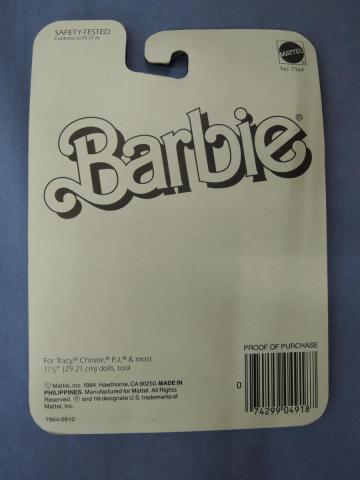 SAFETY-TESTED
Conforms to PS 72-76
MATTEL
No. 7964
Barbie®
For Tracy,® Christie,® P.J.,® & most
11½" (29.21 cm) dolls, too!
© Mattel, Inc. 1984. Hawthorne, CA 90250. MADE IN
PHILIPPINES. Manufactured for Mattel. All Rights
Reserved. ® and TM designate U.S. trademarks of
Mattel, Inc.
7964-0910
PROOF OF PURCHASE
0
74299 04918